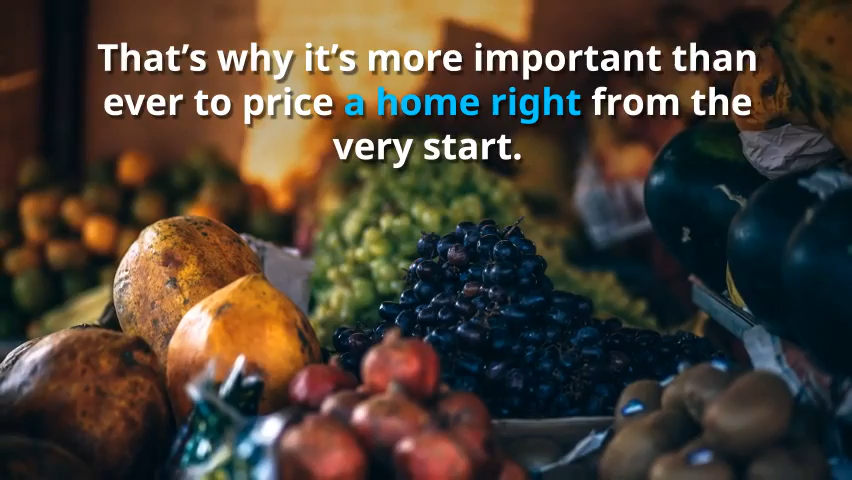 That’s why it’s more important than
ever to price a home right from the
very start.